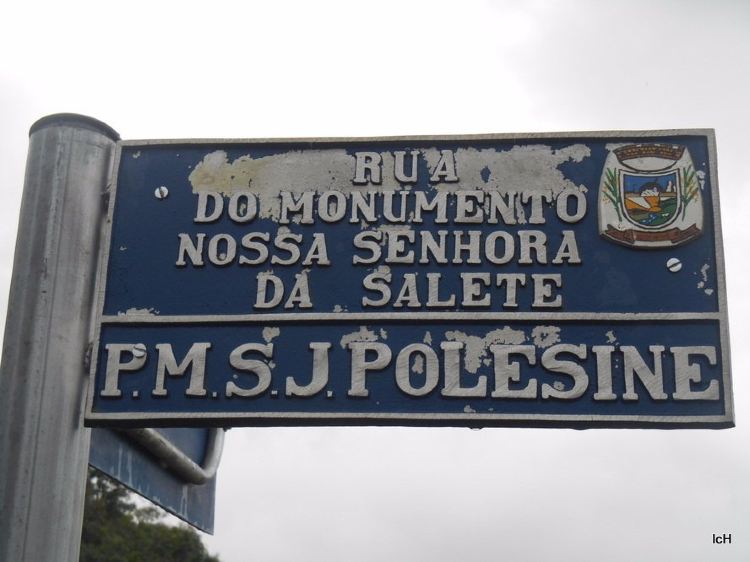 RUA
DO MONUMENTO
NOSSA SENHORA
DA SALETE
P.M.S.J.POLESINE
IcH